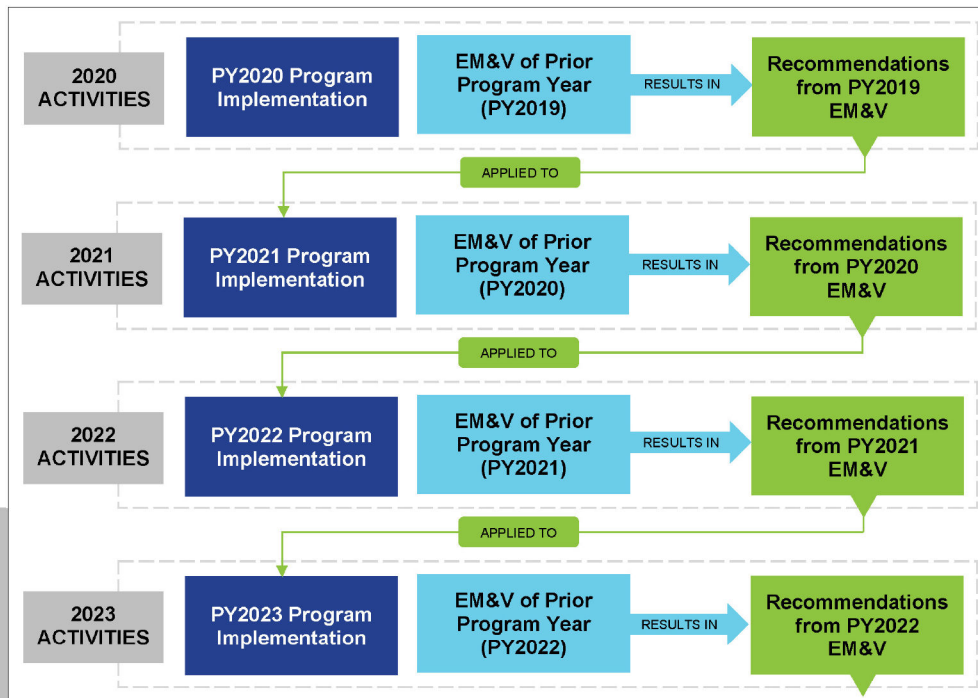 2020
ACTIVITIES
PY2020 Program
Implementation
EM&V of Prior
Program Year
(PY2019)
RESULTS IN
Recommendations
from PY2019
EM&V
APPLIED TO
2021
ACTIVITIES
PY2021 Program
Implementation
EM&V of Prior
Program Year
(PY2020)
RESULTS IN
Recommendations
from PY2020
EM&V
APPLIED TO
2022
ACTIVITIES
PY2022 Program
Implementation
EM&V of Prior
Program Year
(PY2021)
RESULTS IN
Recommendations
from PY2021
EM&V
APPLIED TO
2023
ACTIVITIES
PY2023 Program
Implementation
EM&V of Prior
Program Year
(PY2022)
RESULTS IN
Recommendations
from PY2022
EM&V